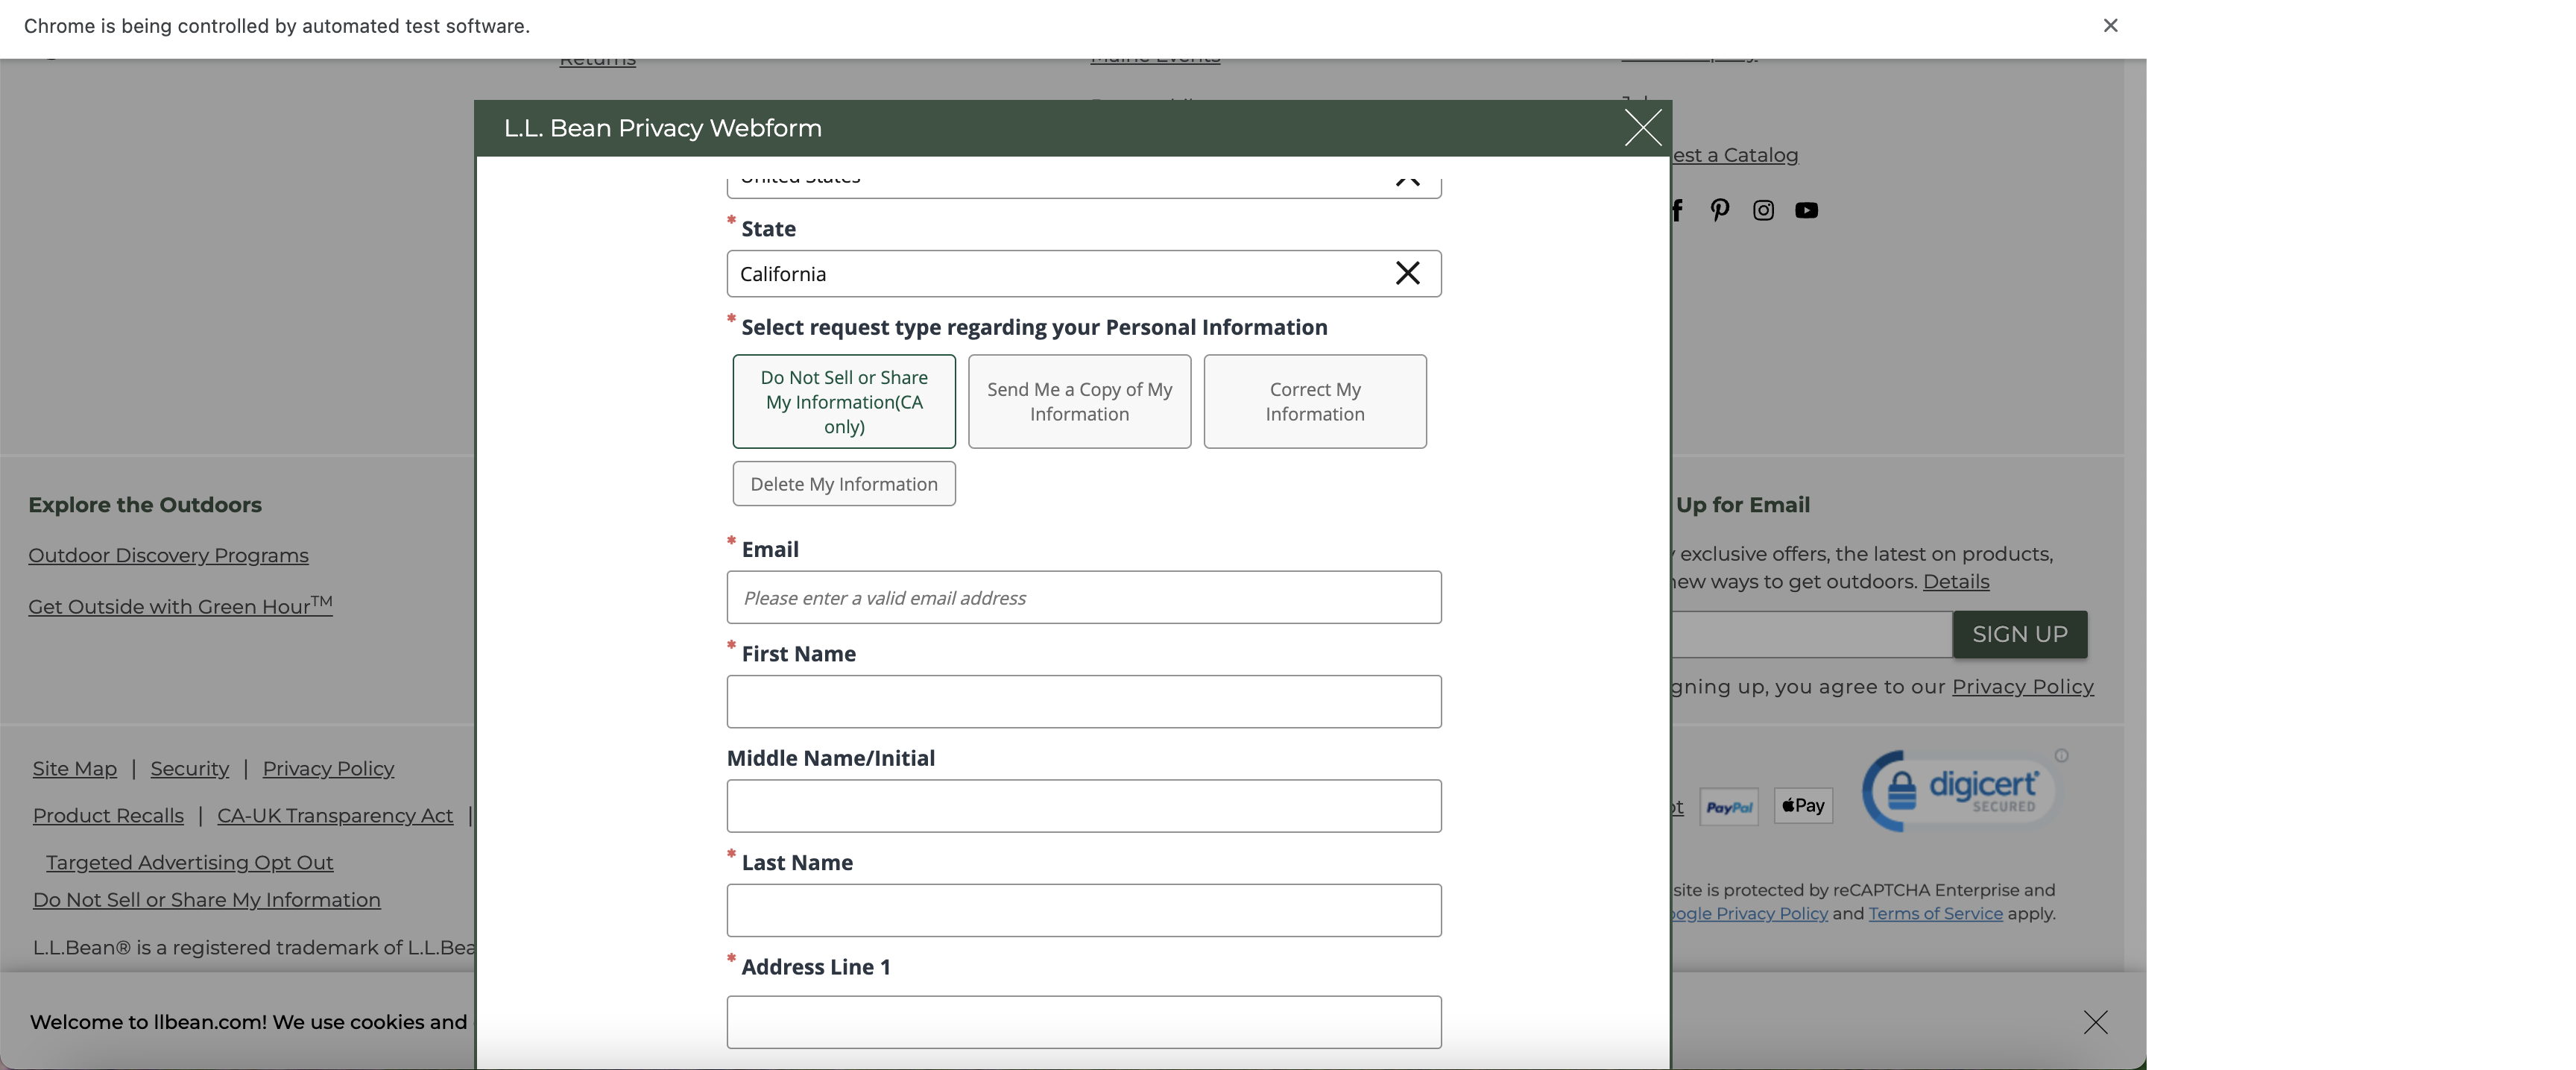 Chrome is being controlled by automated test software.
Returns
Maine Events
L.L. Bean Privacy Webform
est a Catalog
United States
State
California
Select request type regarding your Personal Information
Do Not Sell or Share
My Information(CA
only)
Send Me a Copy of My
Information
Correct My
Information
Delete My Information
Explore the Outdoors
Outdoor Discovery Programs
Get Outside with Green Hour™
Up for Email
exclusive offers, the latest on products,
new ways to get outdoors. Details
SIGN UP
gning up, you agree to our Privacy Policy
Email
Please enter a valid email address
First Name
Middle Name/Initial
Last Name
Address Line 1
Site Map | Security | Privacy Policy
Product Recalls | CA-UK Transparency Act |
Targeted Advertising Opt Out
Do Not Sell or Share My Information
L.L.Bean® is a registered trademark of L.L.Bea
PayPal
Pay
digicert
SECURED
site is protected by reCAPTCHA Enterprise and
ogle Privacy Policy and Terms of Service apply.
Welcome to llbean.com! We use cookies and